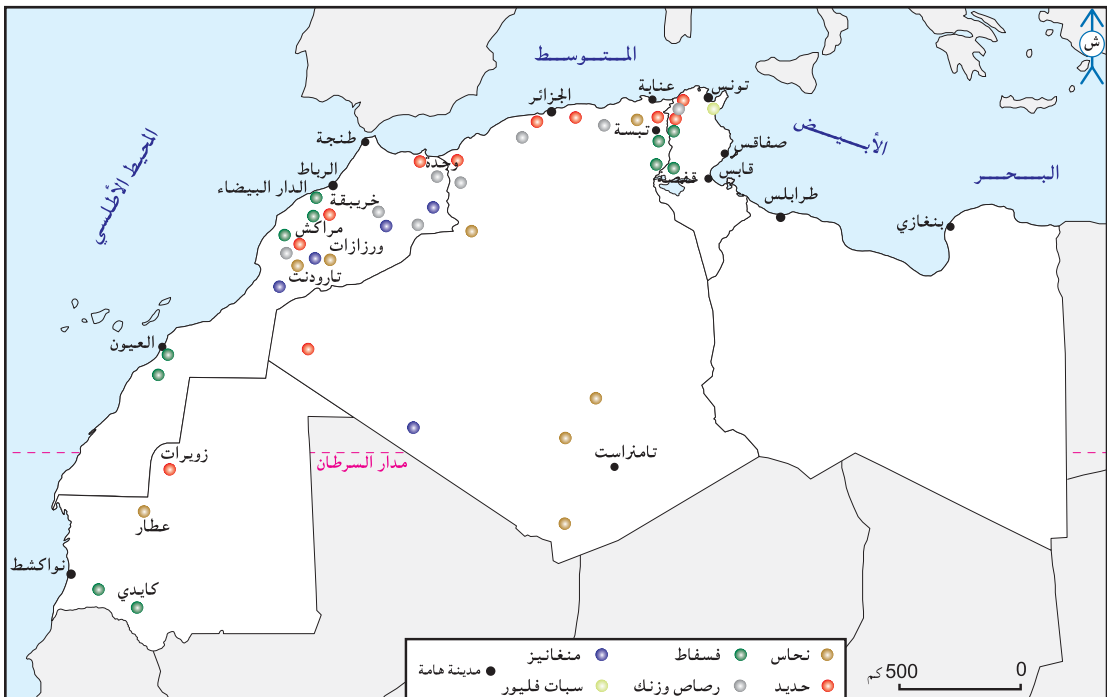 ش
المتوسط
الأبيض
البحر
المحيط الأطلسي
تونس
عنابة
الجزائر
تبسة
صفاقس
قابس
قفصة
طرابلس
بنغازي
طنجة
وجدة
الرباط
الدار البيضاء
خريبقة
مراكش
ورزازات
تارودنت
العيون
زويرات
مدار السرطان
تامنراست
عطار
نواكشط
كايدي
نحاس
فسفاط
منغانيز
مدينة هامة
حديد
رصاص وزنك
سبات فليور
0
500 كم